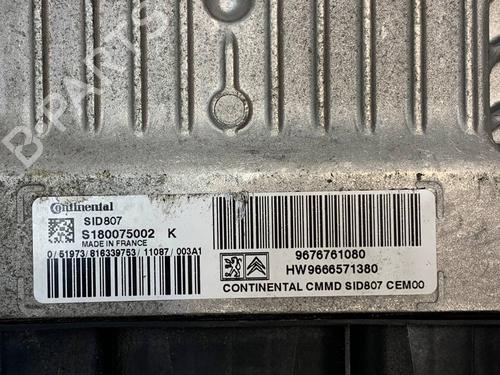 B-Parts
Continental
SID807
S180075002 K
MADE IN FRANCE
0/51973/816339753/11087/003A1
9676761080
HW9666571380
CONTINENTAL CMMD SID807 CEM00